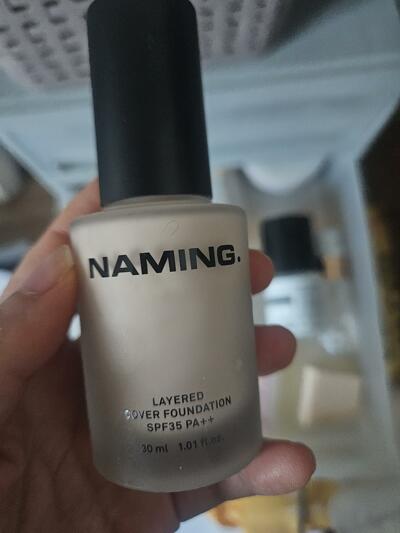 NAMING.
LAYERED
COVER FOUNDATION
SPF35 PA++
30 ml 1.01 fl.oz.